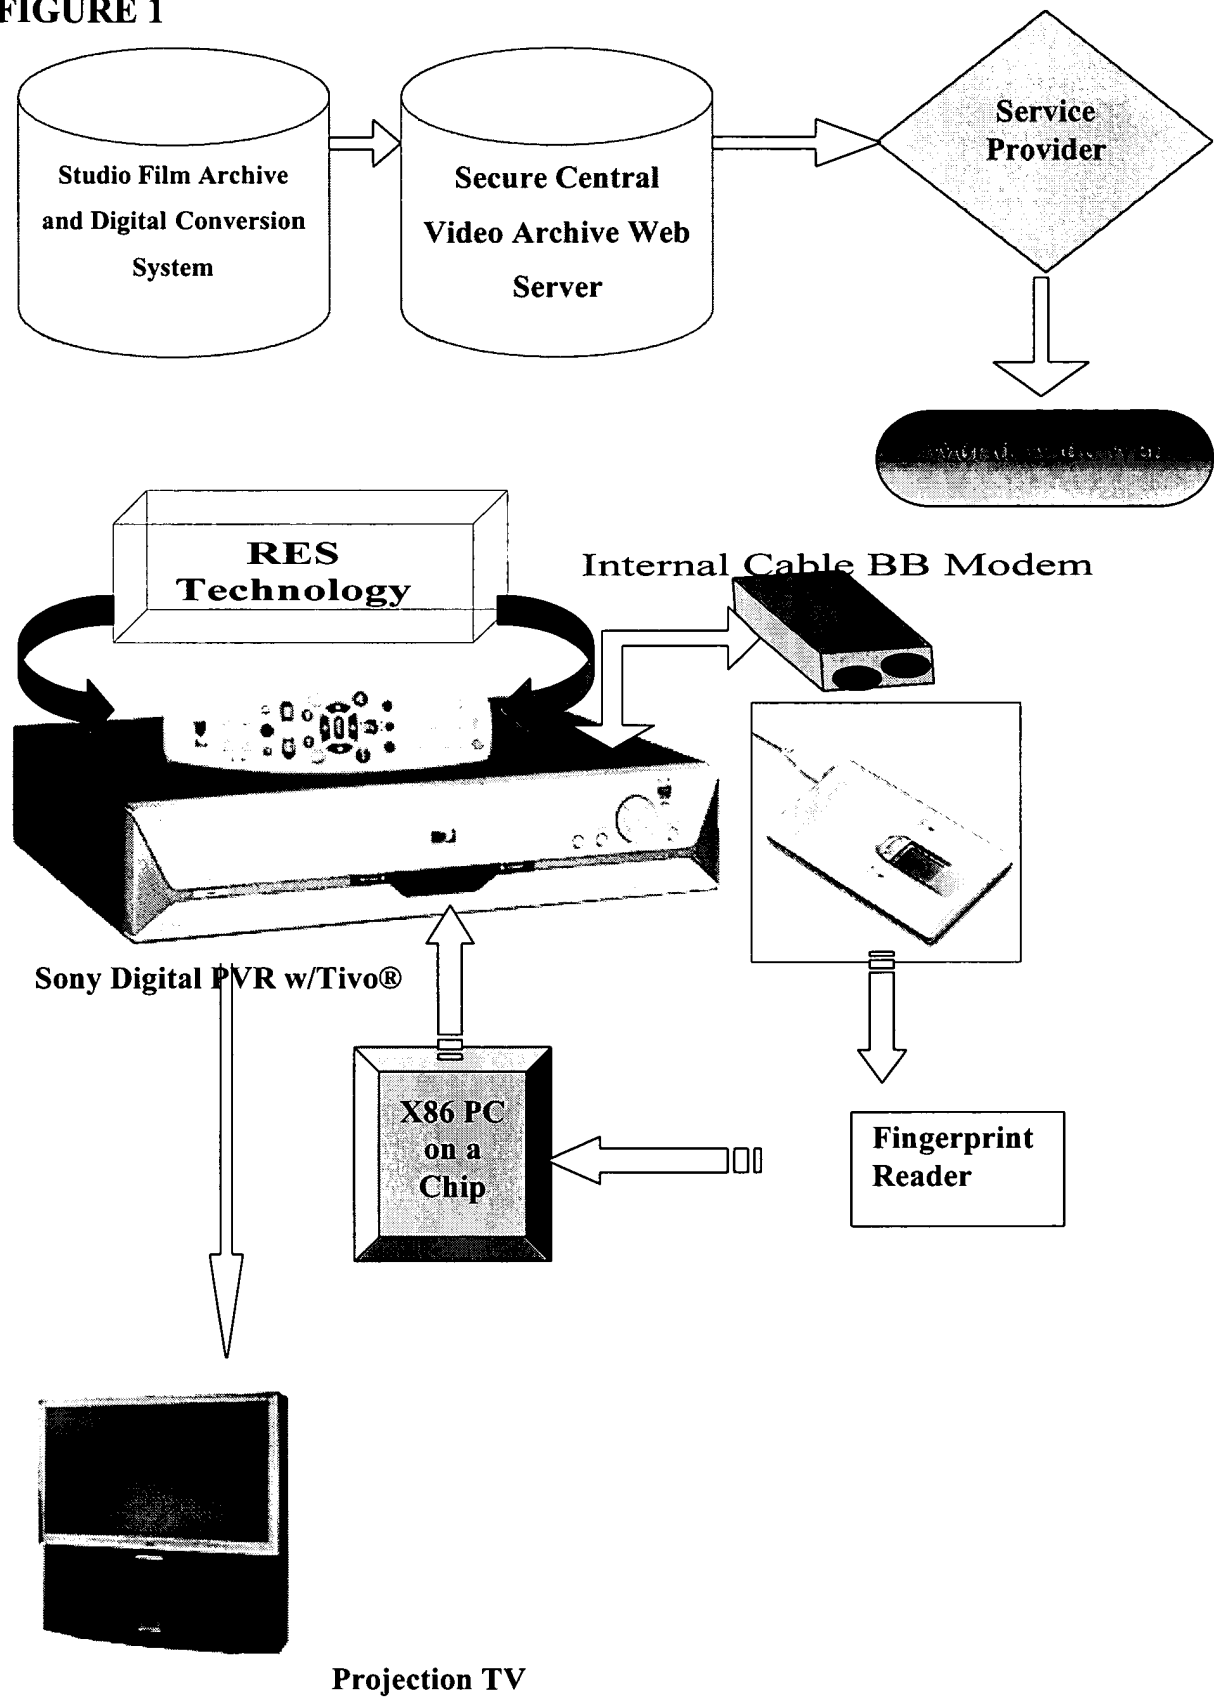 FIGURE 1
Studio Film Archive
and Digital Conversion
System
Secure Central
Video Archive Web
Server
Service
Provider
RES
Technology
Internal Cable BB Modem
Sony Digital PVR w/Tivo®
X86 PC
on a
Chip
Fingerprint
Reader
Projection TV